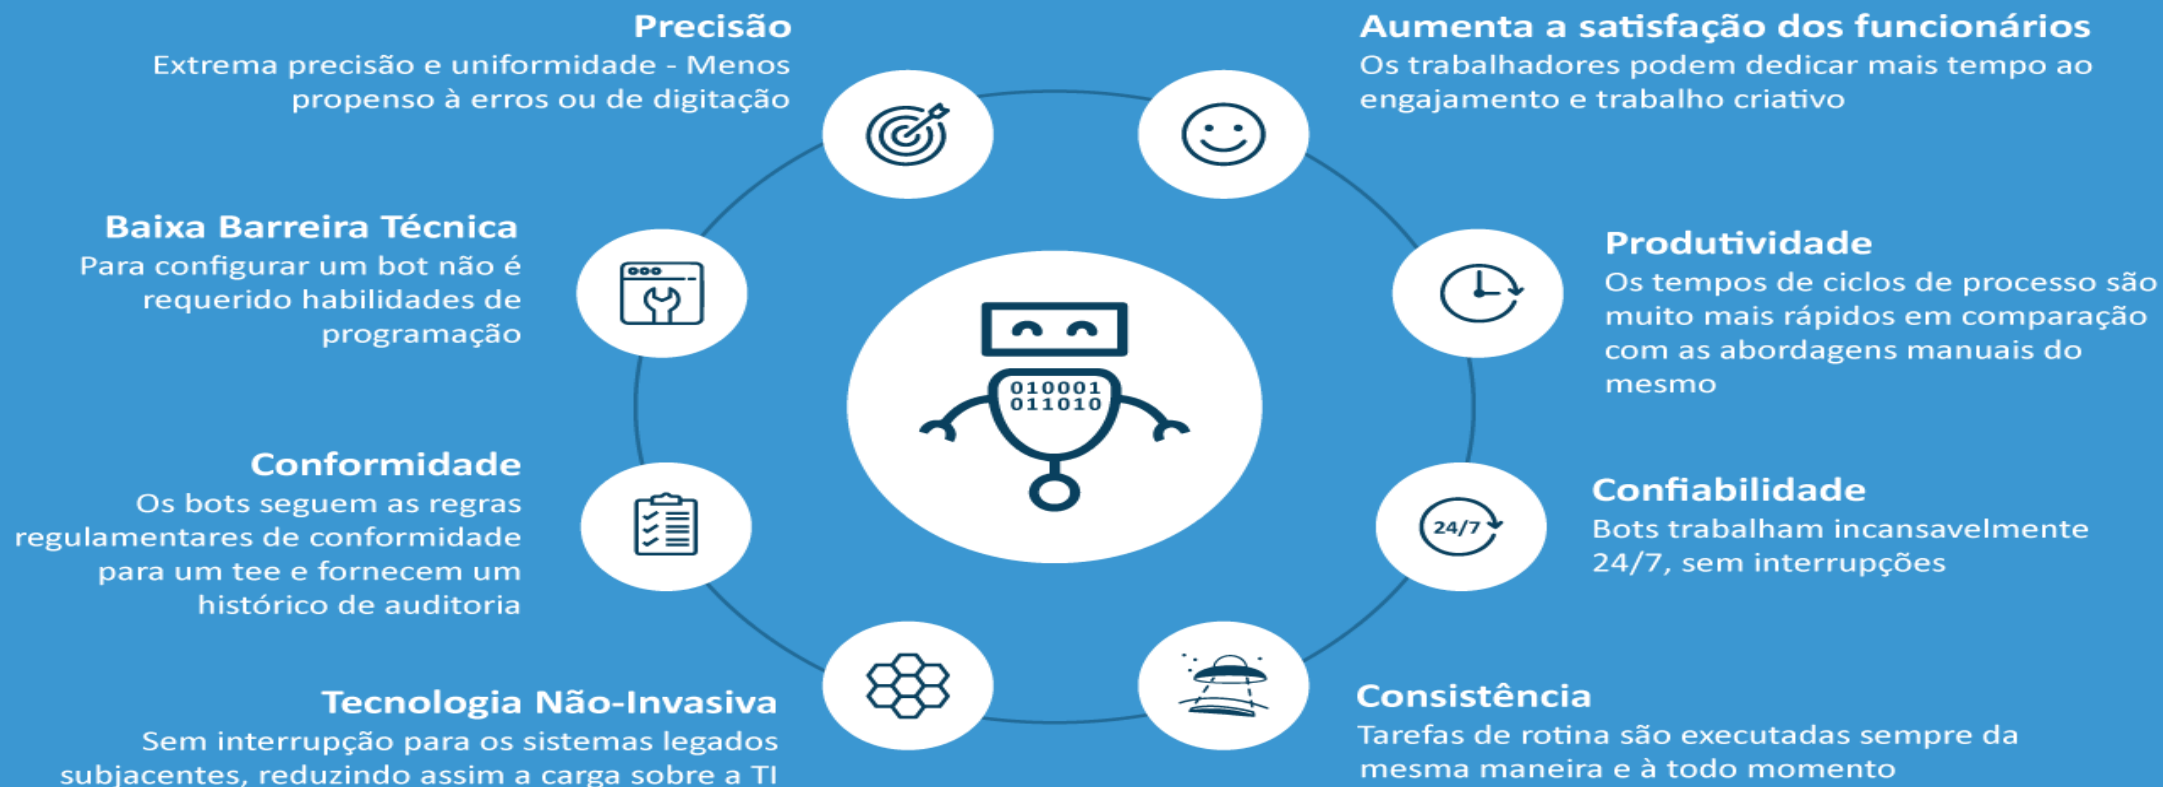 Precisão
Extrema precisão e uniformidade - Menos
propenso à erros ou de digitação
Aumenta a satisfação dos funcionários
Os trabalhadores podem dedicar mais tempo ao
engajamento e trabalho criativo
Baixa Barreira Técnica
Para configurar um bot não é
requerido habilidades de
programação
Produtividade
Os tempos de ciclos de processo são
muito mais rápidos em comparação
com as abordagens manuais do
mesmo
010001
011010
Conformidade
Os bots seguem as regras
regulamentares de conformidade
para um tee e fornecem um
histórico de auditoria
24/7
Confiabilidade
Bots trabalham incansavelmente
24/7, sem interrupções
Tecnologia Não-Invasiva
Sem interrupção para os sistemas legados
subjacentes, reduzindo assim a carga sobre a TI
Consistência
Tarefas de rotina são executadas sempre da
mesma maneira e à todo momento